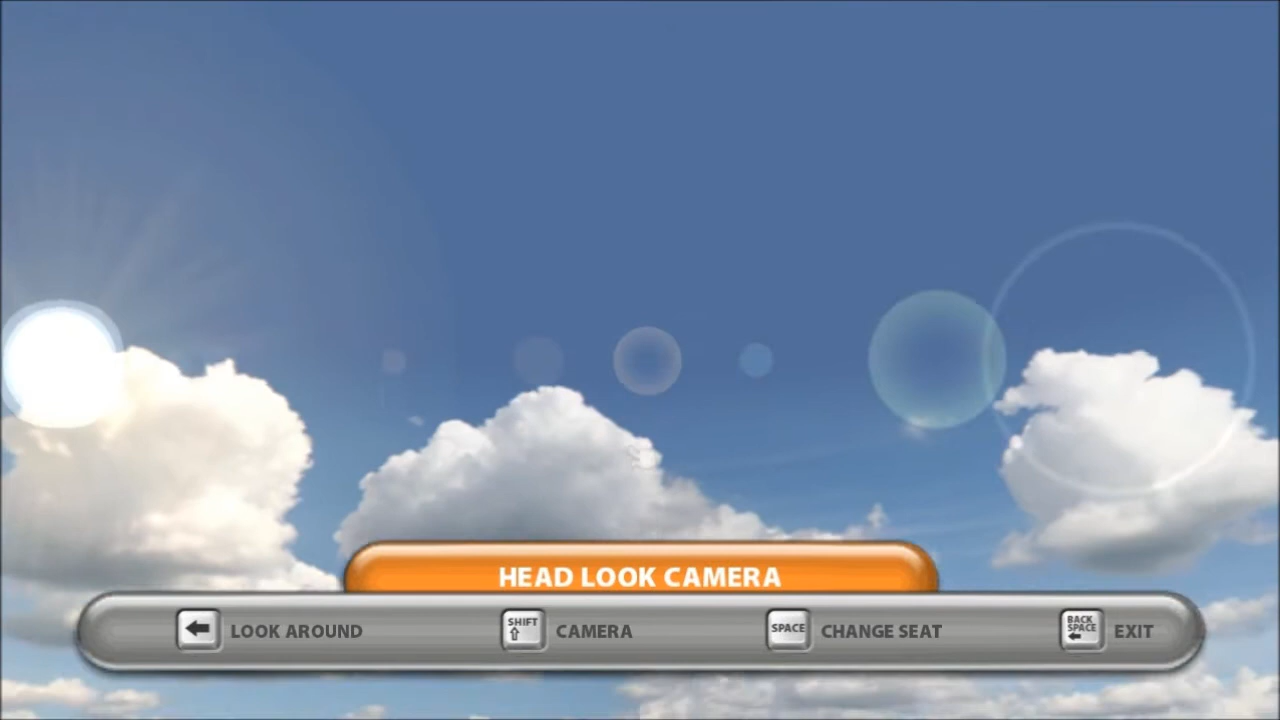 HEAD LOOK CAMERA
LOOK AROUND
SHIFT
CAMERA
SPACE
CHANGE SEAT
BACK
SPACE
EXIT